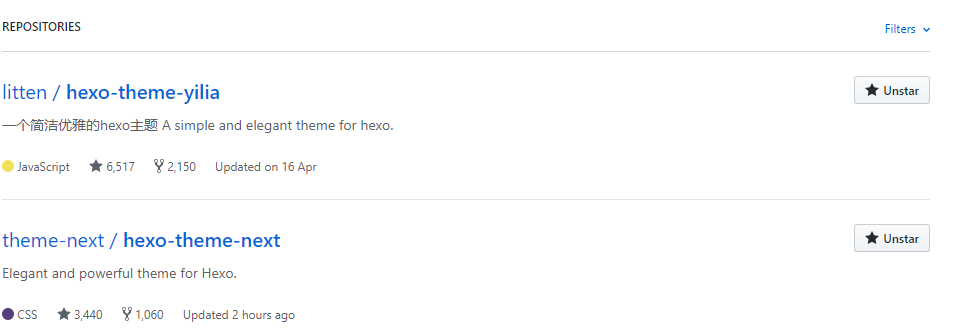 REPOSITORIES
Filters
litten / hexo-theme-yilia
Unstar
一个简洁优雅的hexo主题 A simple and elegant theme for hexo.
JavaScript 6,517 2,150 Updated on 16 Apr
theme-next / hexo-theme-next
Unstar
Elegant and powerful theme for Hexo.
CSS 3,440 1,060 Updated 2 hours ago